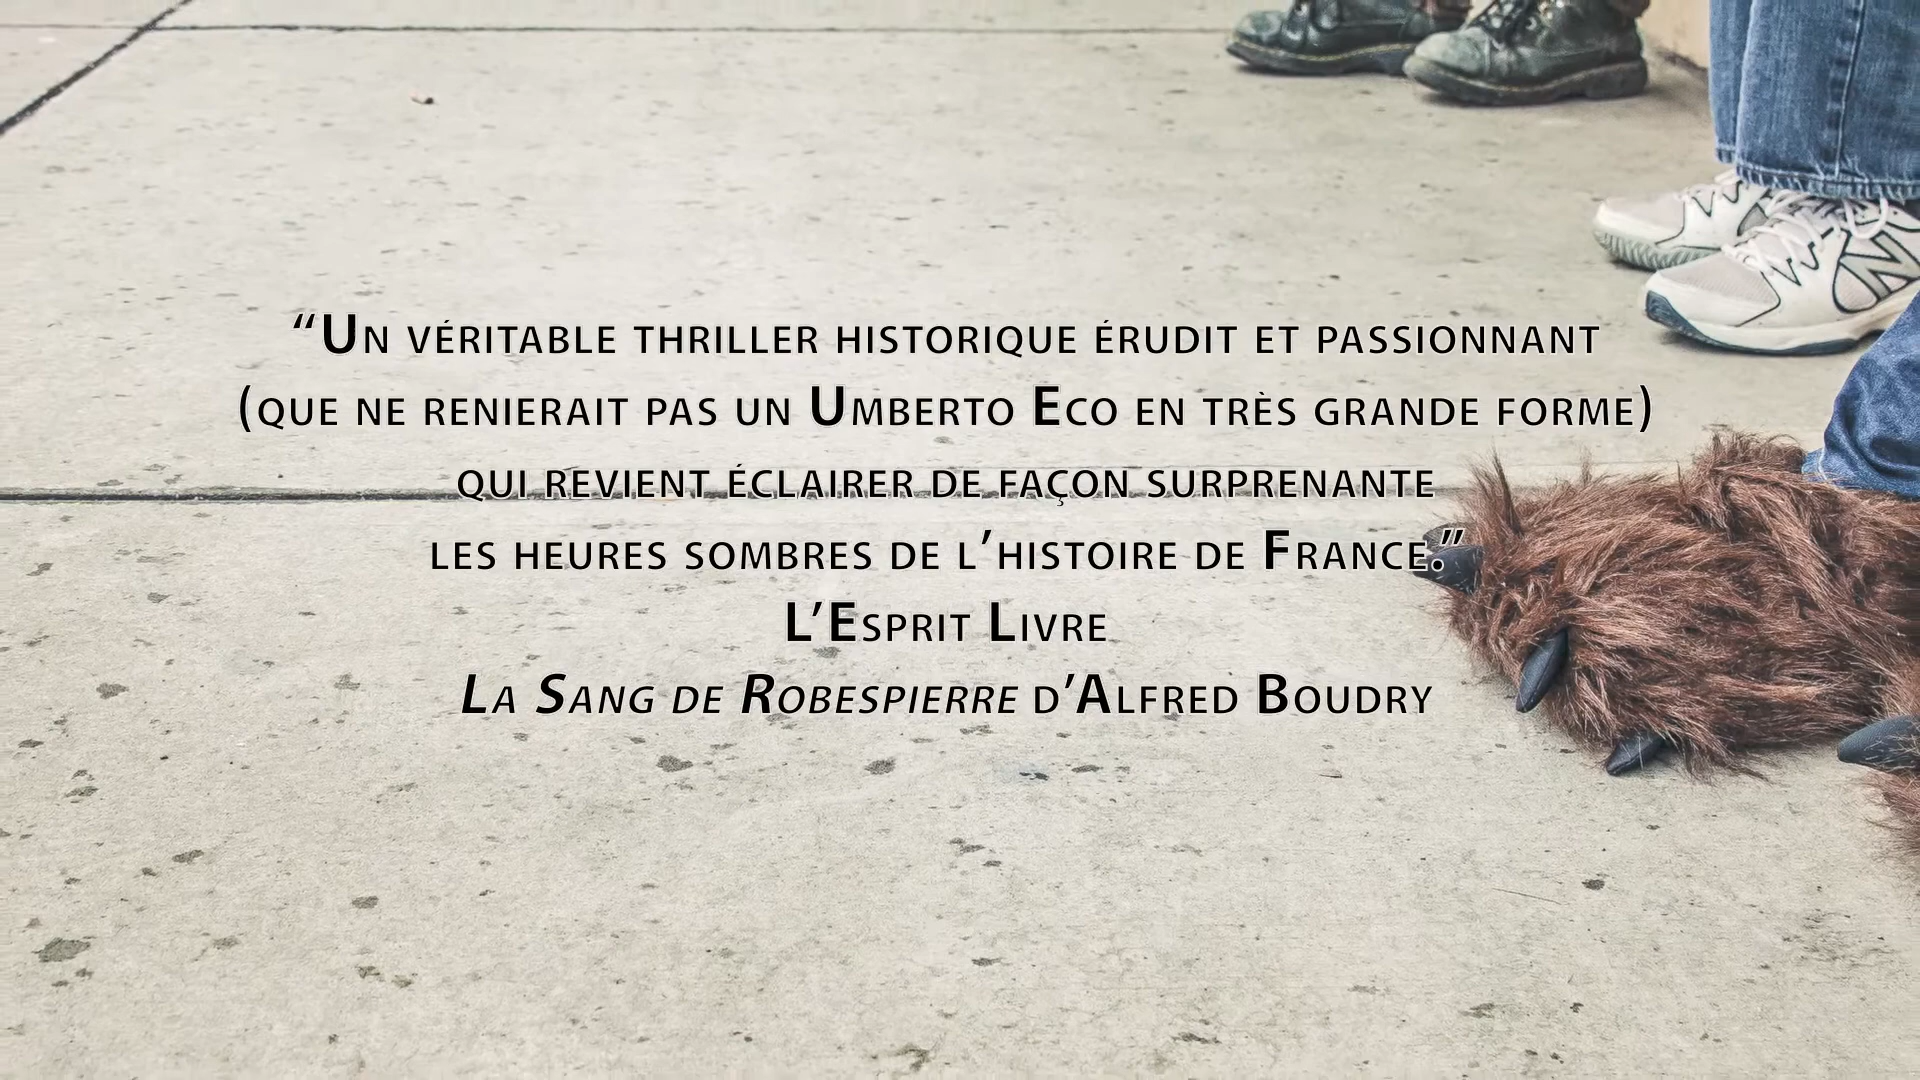 “Un véritable thriller historique érudit et passionnant
(que ne renierait pas un Umberto Eco en très grande forme)
qui revient éclairer de façon surprenante
les heures sombres de l’histoire de France.”
L’Esprit Livre
La Sang de Robespierre d’Alfred Boudry